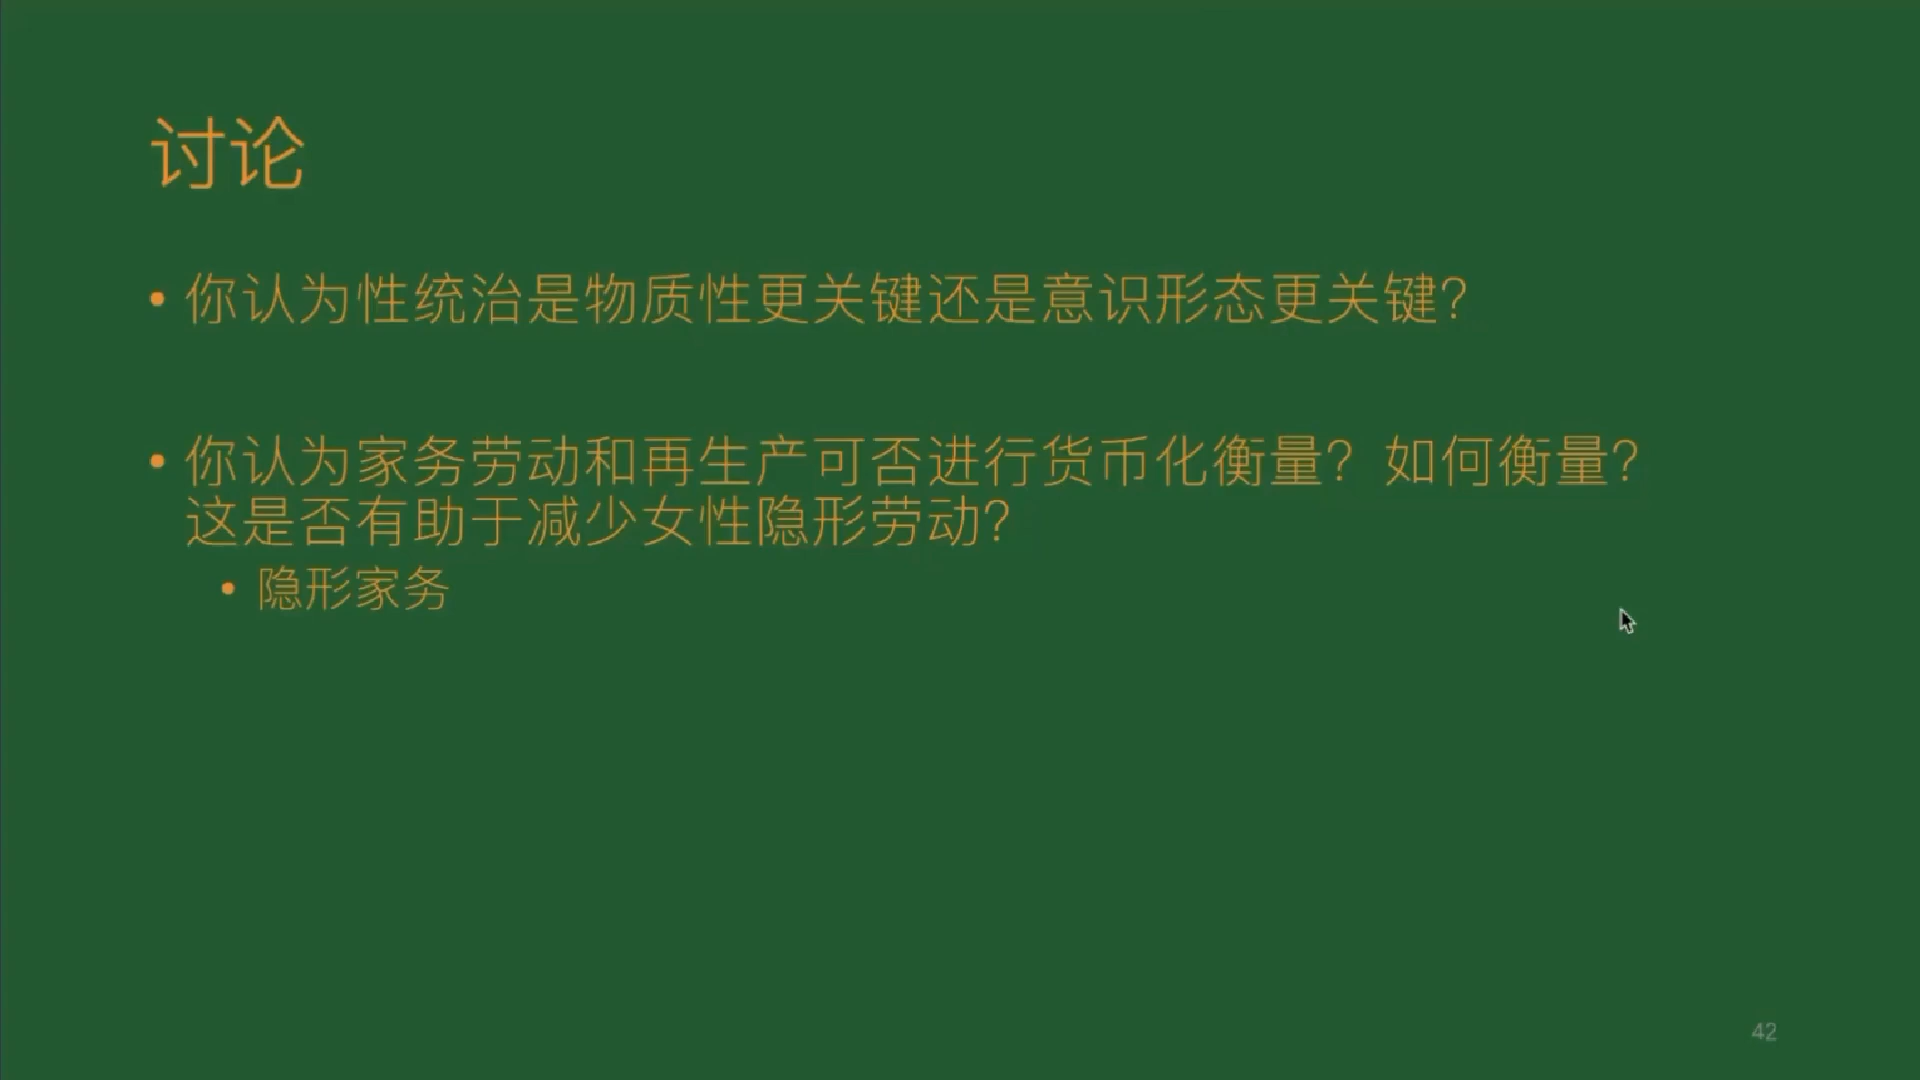 讨论
• 你认为性统治是物质性更关键还是意识形态更关键？
• 你认为家务劳动和再生产可否进行货币化衡量？如何衡量？
这是否有助于减少女性隐形劳动？
• 隐形家务
42